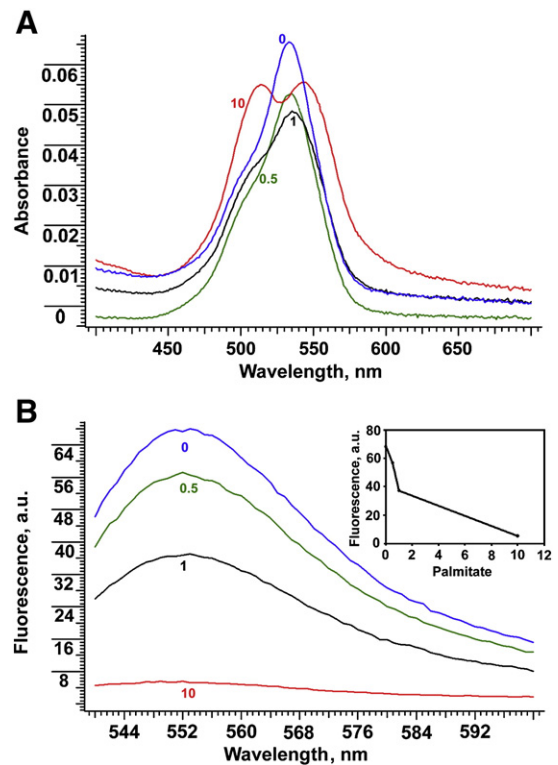 A
Absorbance
0.06
0.05
0.04
0.03
0.02
0.01
0
0
10
1
0.5
450 500 550 600 650
Wavelength, nm
B
Fluorescence, a.u.
64
56
48
40
32
24
16
8
0
0.5
1
10
544 552 560 568 576 584 592
Wavelength, nm
Fluorescence, a.u.
80
60
40
20
0
0 2 4 6 8 10 12
Palmitate